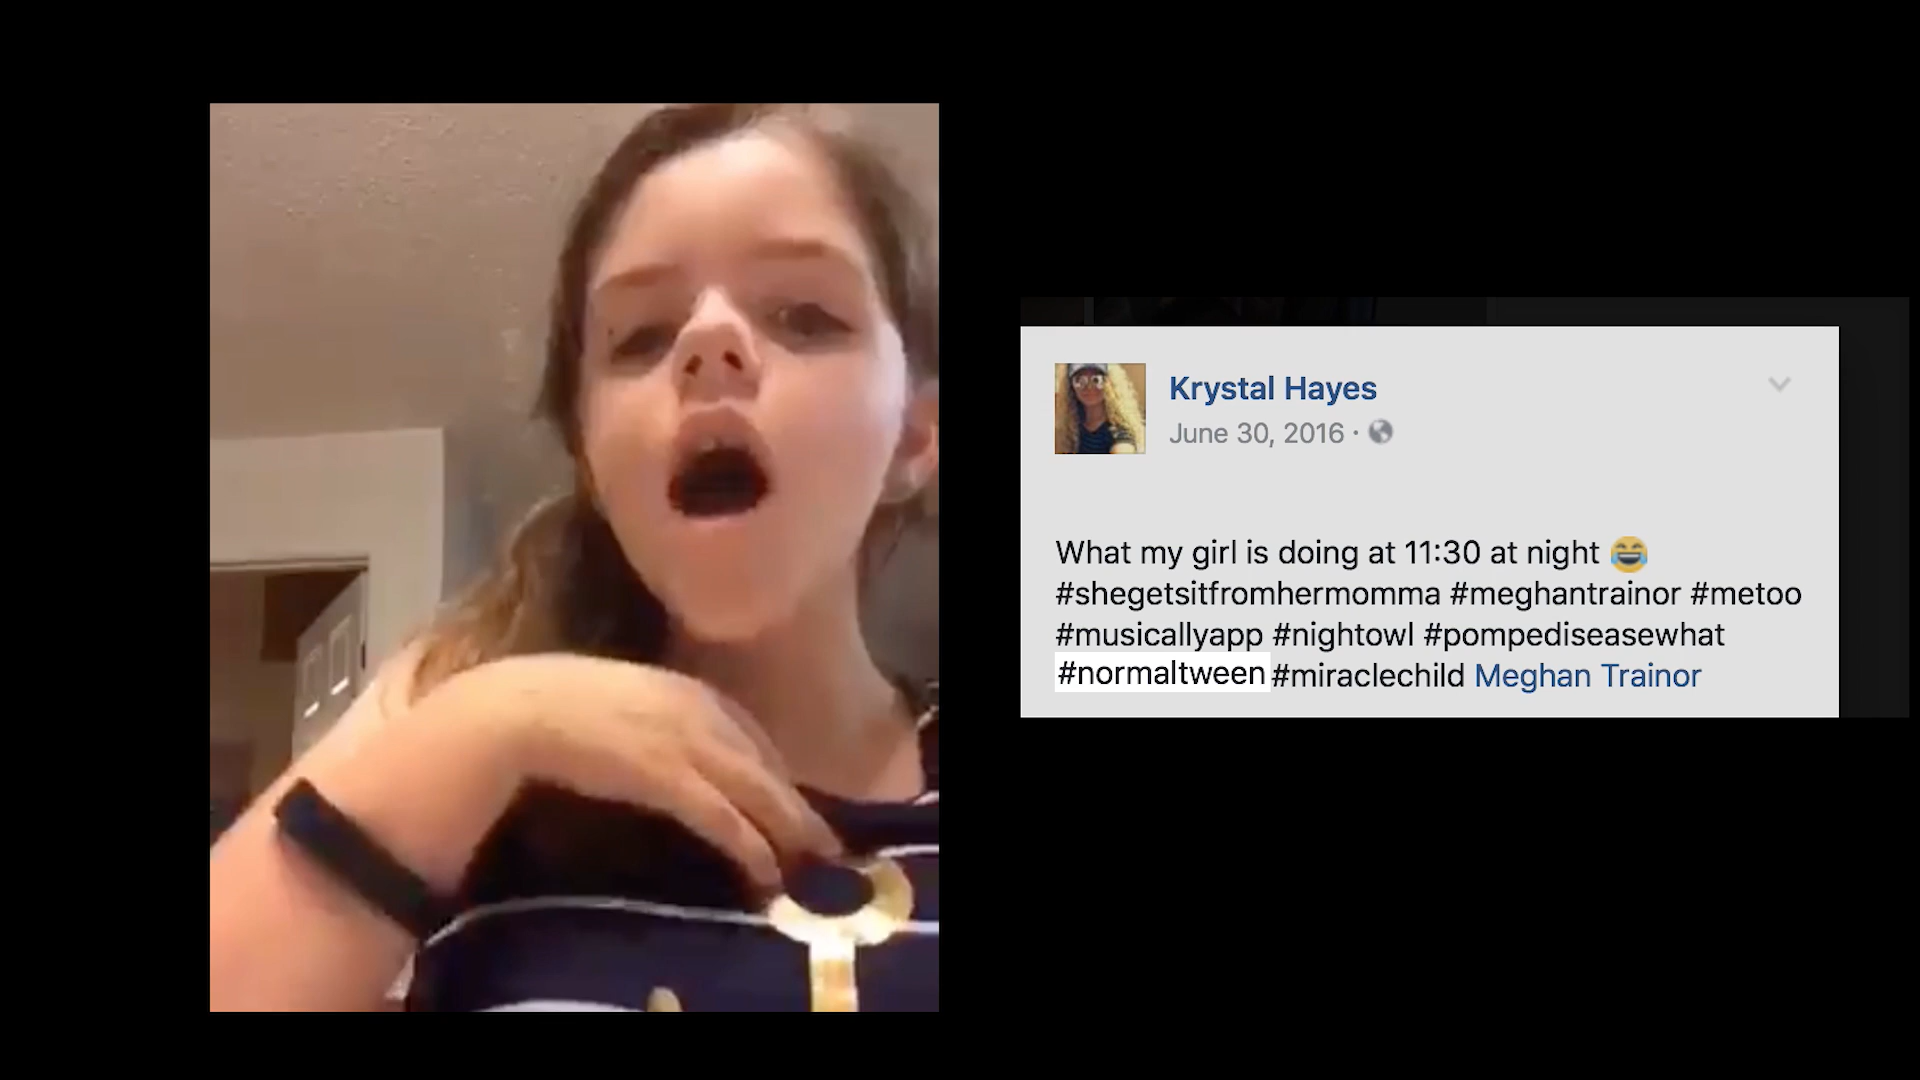 Krystal Hayes
June 30, 2016 ·
What my girl is doing at 11:30 at night 😂
#shegetsitfromhermomma #meghantrainor #metoo
#musicallyapp #nightowl #pompediseasewhat
#normaltween #miraclechild Meghan Trainor